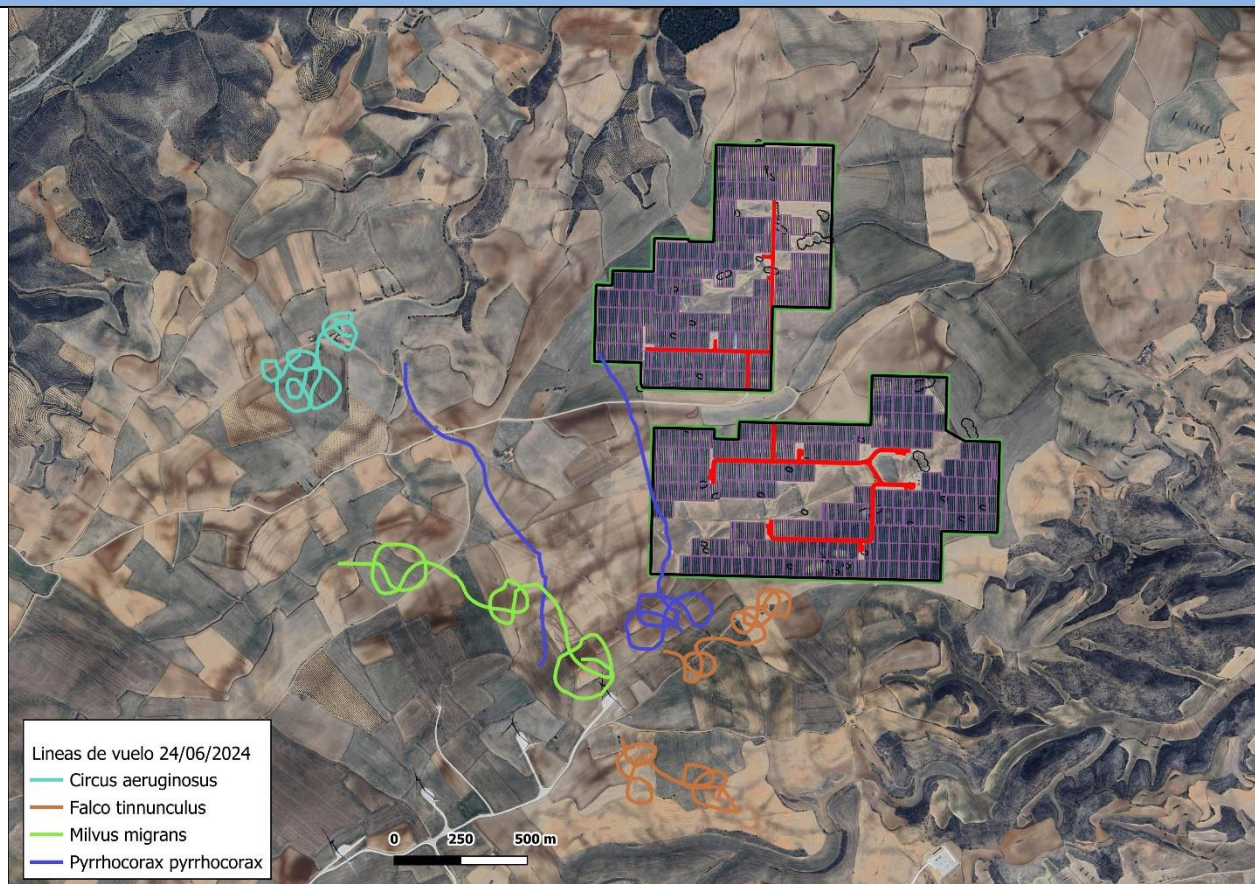 Lineas de vuelo 24/06/2024
Circus aeruginosus
Falco tinnunculus
Milvus migrans
Pyrrhocorax pyrrhocorax
0 250 500 m